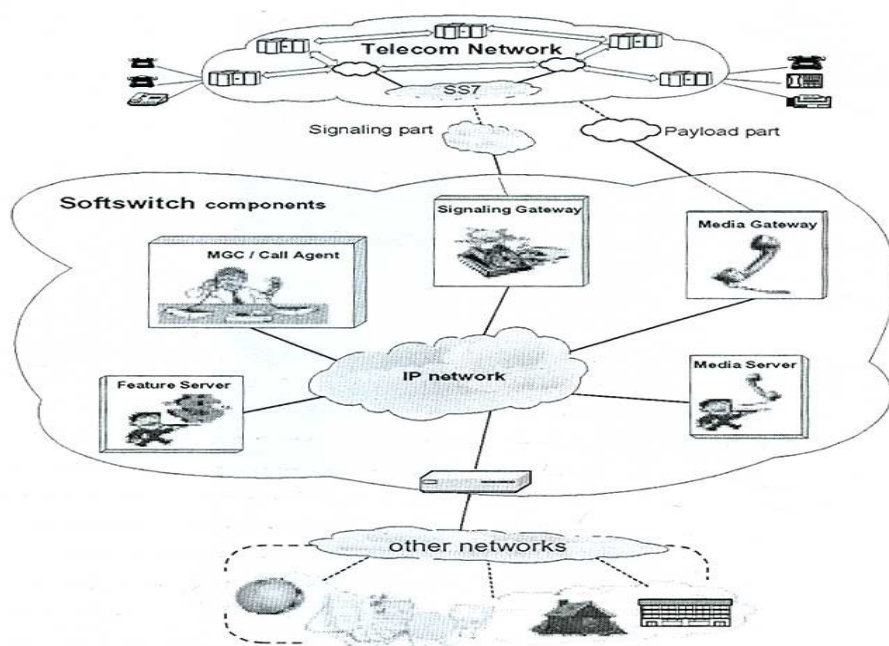 Telecom Network
SS7
Signaling part
Payload part
Softswitch components
Signaling Gateway
Media Gateway
MGC / Call Agent
IP network
Feature Server
Media Server
other networks